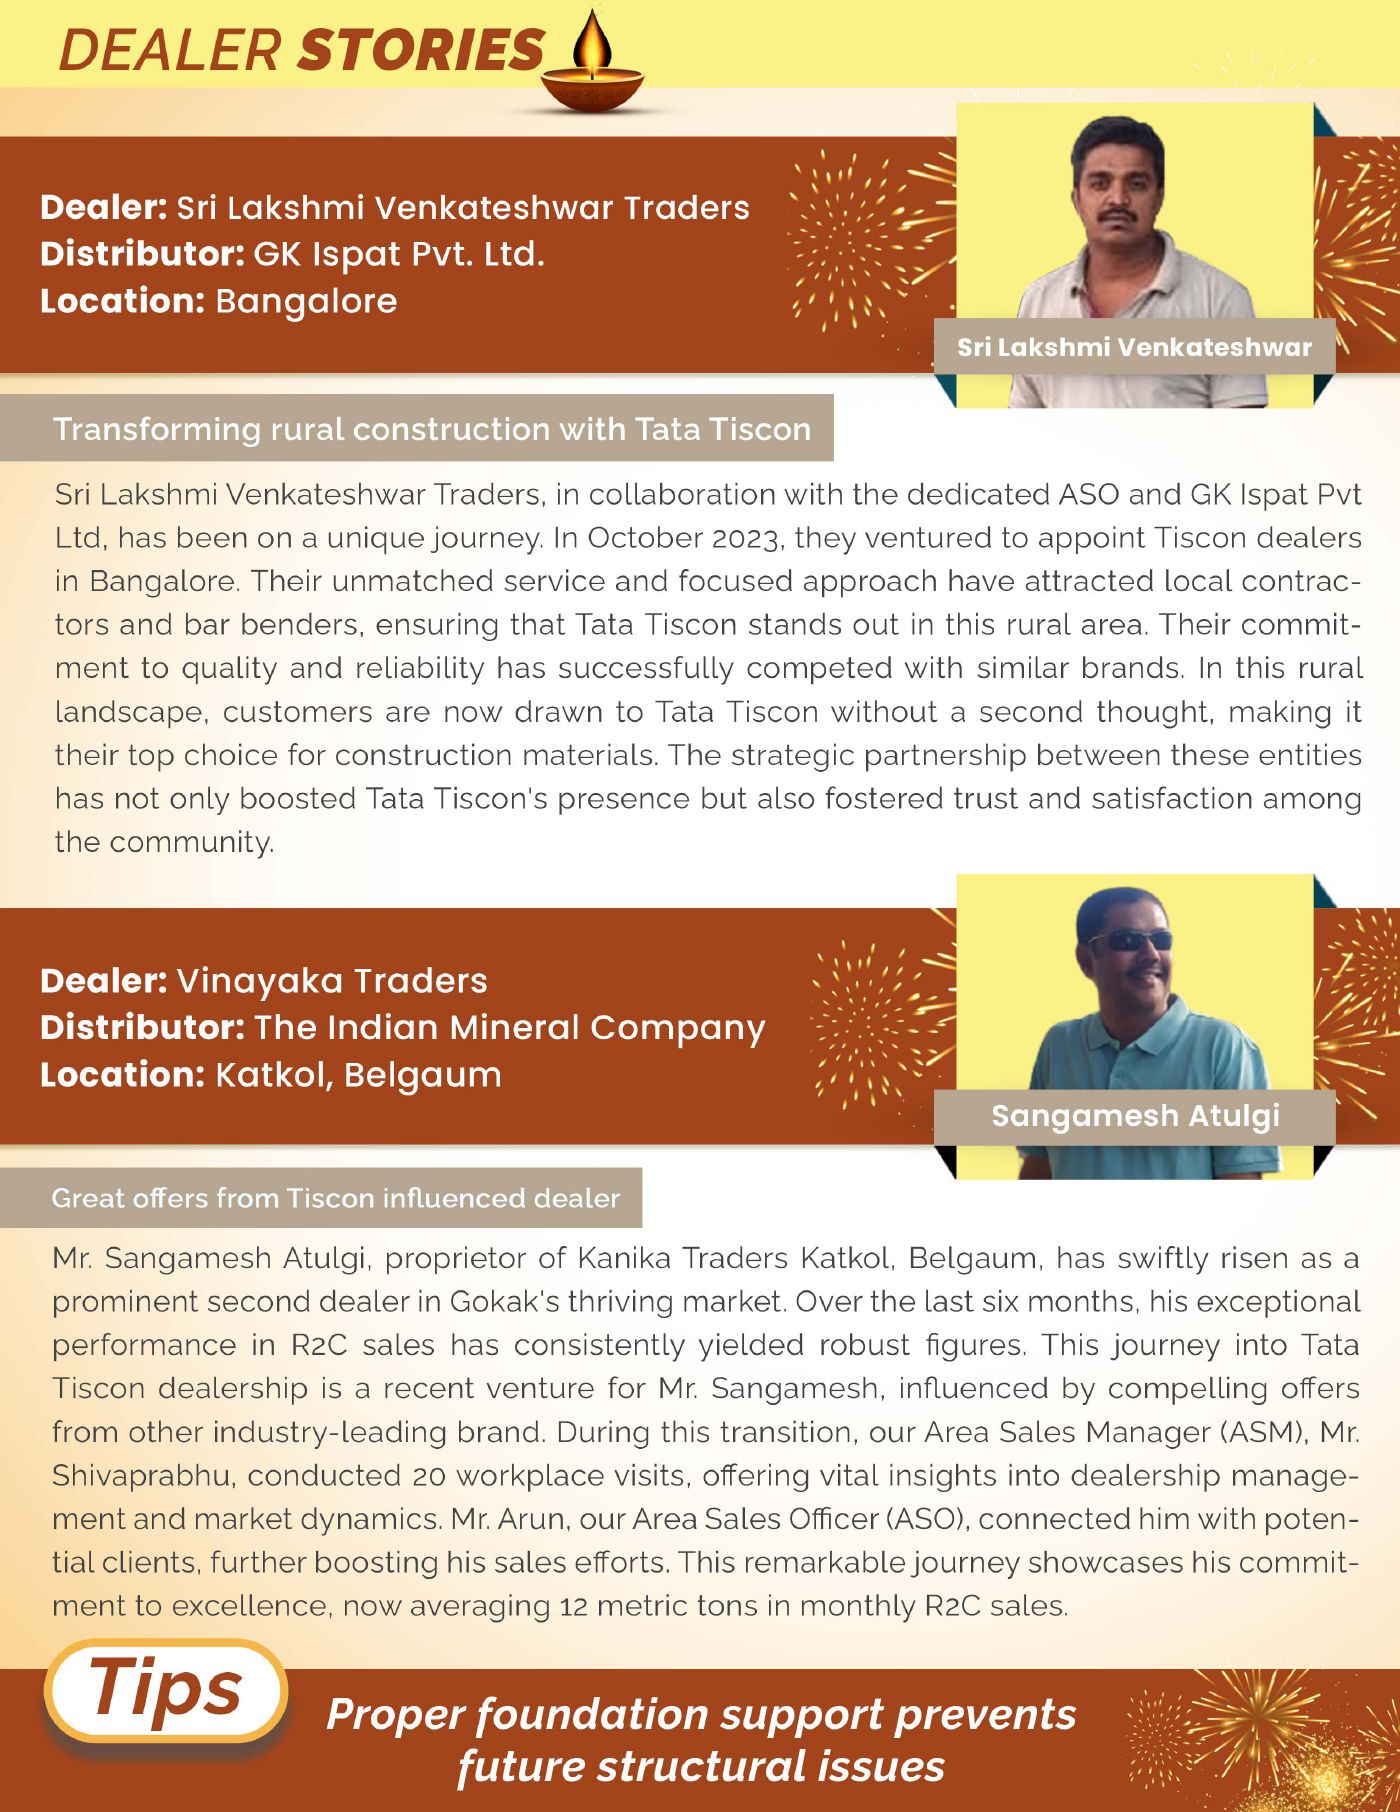 DEALER STORIES
Dealer: Sri Lakshmi Venkateshwar Traders
Distributor: GK Ispat Pvt. Ltd.
Location: Bangalore
Sri Lakshmi Venkateshwar
Transforming rural construction with Tata Tiscon
Sri Lakshmi Venkateshwar Traders, in collaboration with the dedicated ASO and GK Ispat Pvt
Ltd, has been on a unique journey. In October 2023, they ventured to appoint Tiscon dealers
in Bangalore. Their unmatched service and focused approach have attracted local contrac-
tors and bar benders, ensuring that Tata Tiscon stands out in this rural area. Their commit-
ment to quality and reliability has successfully competed with similar brands. In this rural
landscape, customers are now drawn to Tata Tiscon without a second thought, making it
their top choice for construction materials. The strategic partnership between these entities
has not only boosted Tata Tiscon's presence but also fostered trust and satisfaction among
the community.
Dealer: Vinayaka Traders
Distributor: The Indian Mineral Company
Location: Katkol, Belgaum
Sangamesh Atulgi
Great offers from Tiscon influenced dealer
Mr. Sangamesh Atulgi, proprietor of Kanika Traders Katkol, Belgaum, has swiftly risen as a
prominent second dealer in Gokak's thriving market. Over the last six months, his exceptional
performance in R2C sales has consistently yielded robust figures. This journey into Tata
Tiscon dealership is a recent venture for Mr. Sangamesh, influenced by compelling offers
from other industry-leading brand. During this transition, our Area Sales Manager (ASM), Mr.
Shivaprabhu, conducted 20 workplace visits, offering vital insights into dealership manage-
ment and market dynamics. Mr. Arun, our Area Sales Officer (ASO), connected him with poten-
tial clients, further boosting his sales efforts. This remarkable journey showcases his commit-
ment to excellence, now averaging 12 metric tons in monthly R2C sales.
Tips
Proper foundation support prevents
future structural issues